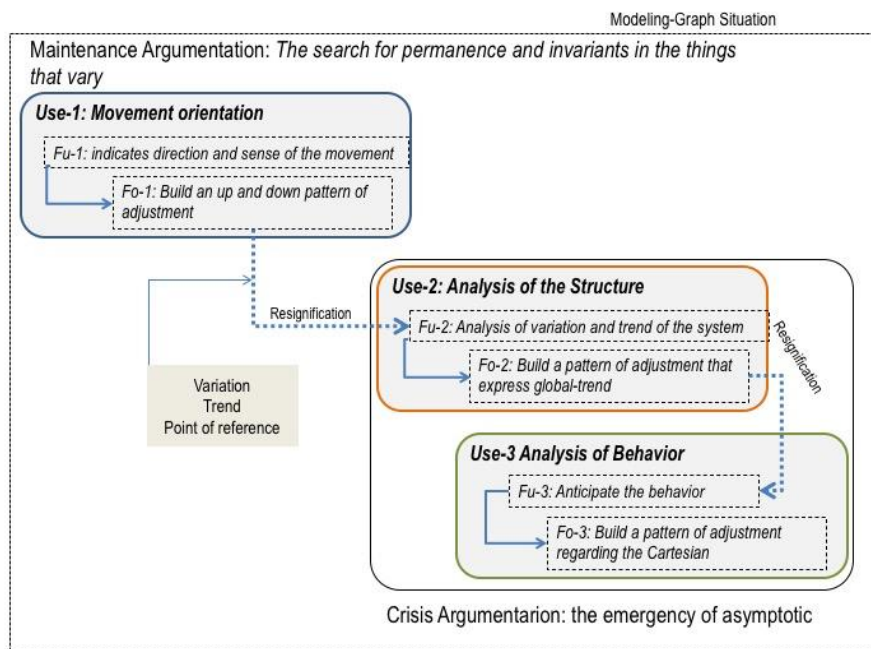 Modeling-Graph Situation
Maintenance Argumentation: The search for permanence and invariants in the things
that vary
Use-1: Movement orientation
Fu-1: indicates direction and sense of the movement
Fo-1: Build an up and down pattern of
adjustment
Resignification
Variation
Trend
Point of reference
Use-2: Analysis of the Structure
Fu-2: Analysis of variation and trend of the system
Fo-2: Build a pattern of adjustment that
express global-trend
Resignification
Use-3 Analysis of Behavior
Fu-3: Anticipate the behavior
Fo-3: Build a pattern of adjustment
regarding the Cartesian
Crisis Argumentarion: the emergency of asymptotic